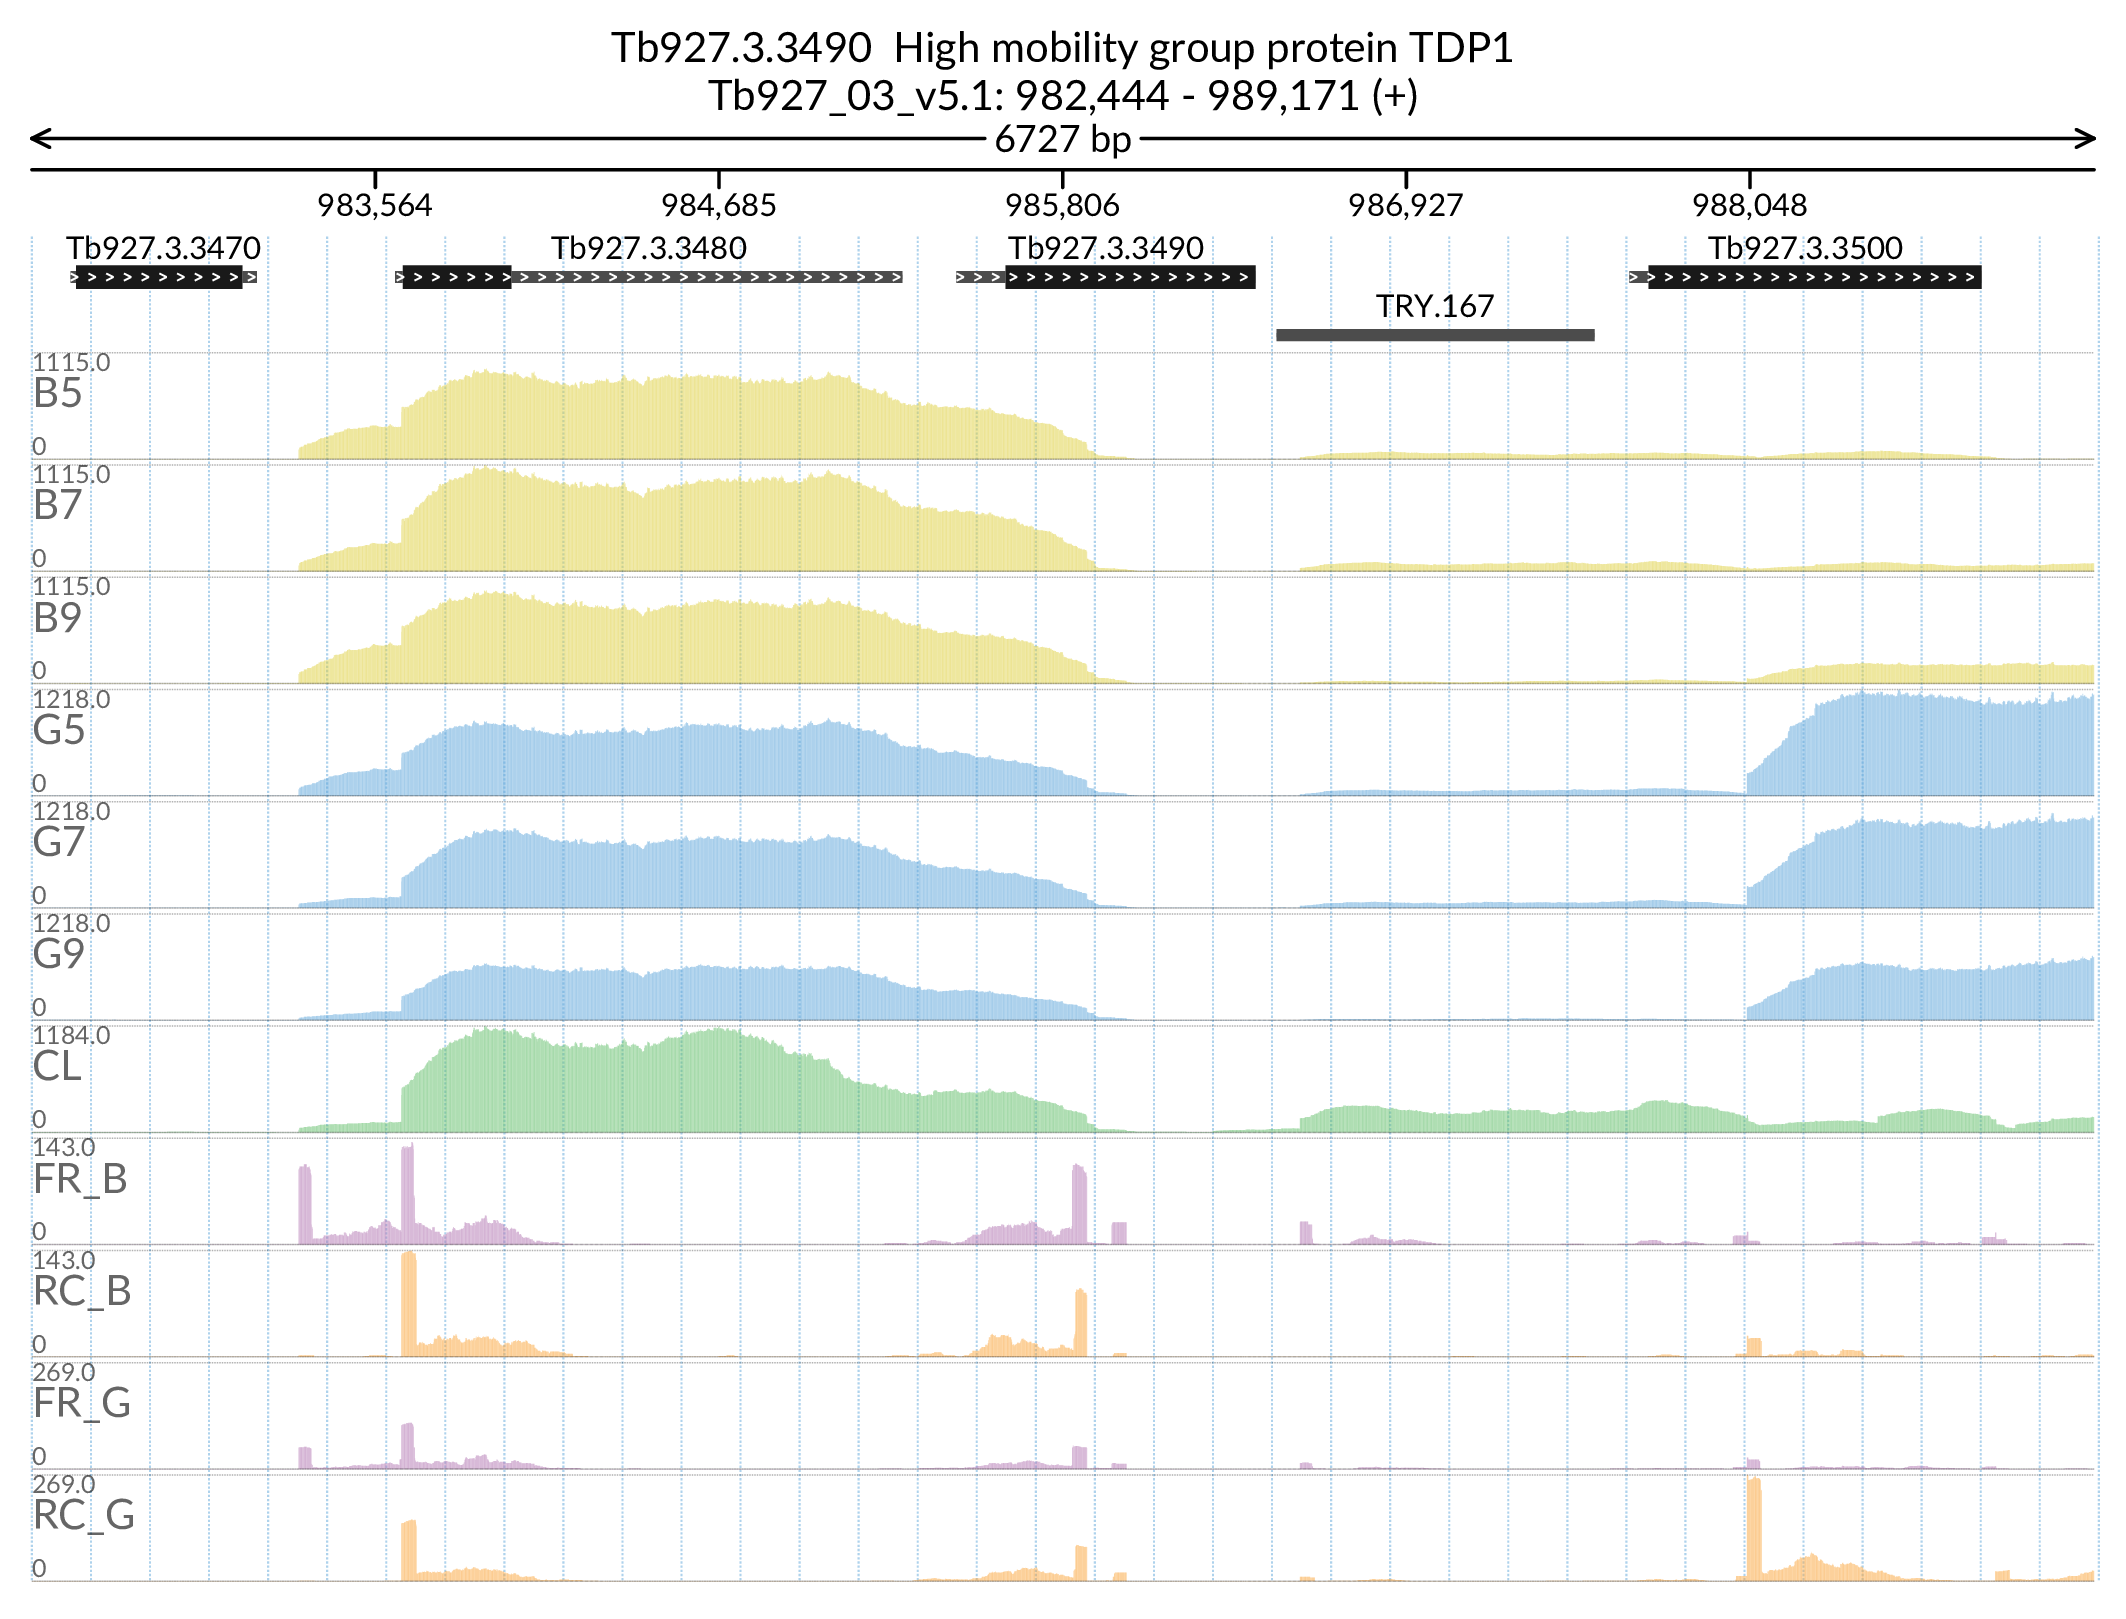 Tb927.3.3490 High mobility group protein TDP1
Tb927_03_v5.1: 982,444 - 989,171 (+)
6727 bp
983,564 984,685 985,806 986,927 988,048
Tb927.3.3470 Tb927.3.3480 Tb927.3.3490 Tb927.3.3500
TRY.167
1115.0
B5
0
1115.0
B7
0
1115.0
B9
0
1218.0
G5
0
1218.0
G7
0
1218.0
G9
0
1184.0
CL
0
143.0
FR_B
0
143.0
RC_B
0
269.0
FR_G
0
269.0
RC_G
0